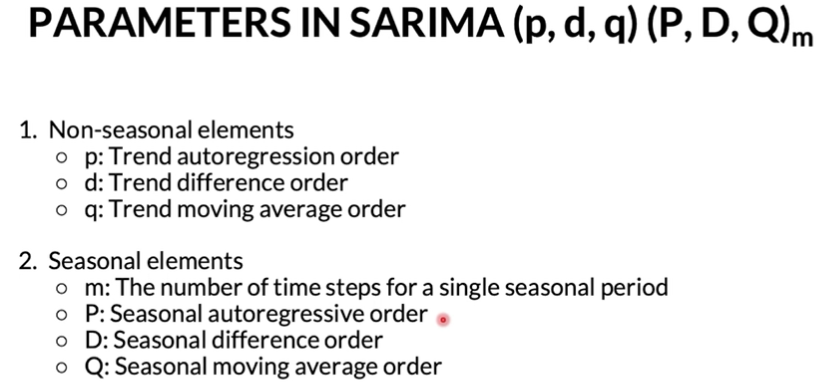 PARAMETERS IN SARIMA (p, d, q) (P, D, Q)m
1. Non-seasonal elements
○ p: Trend autoregression order
○ d: Trend difference order
○ q: Trend moving average order
2. Seasonal elements
○ m: The number of time steps for a single seasonal period
○ P: Seasonal autoregressive order
○ D: Seasonal difference order
○ Q: Seasonal moving average order